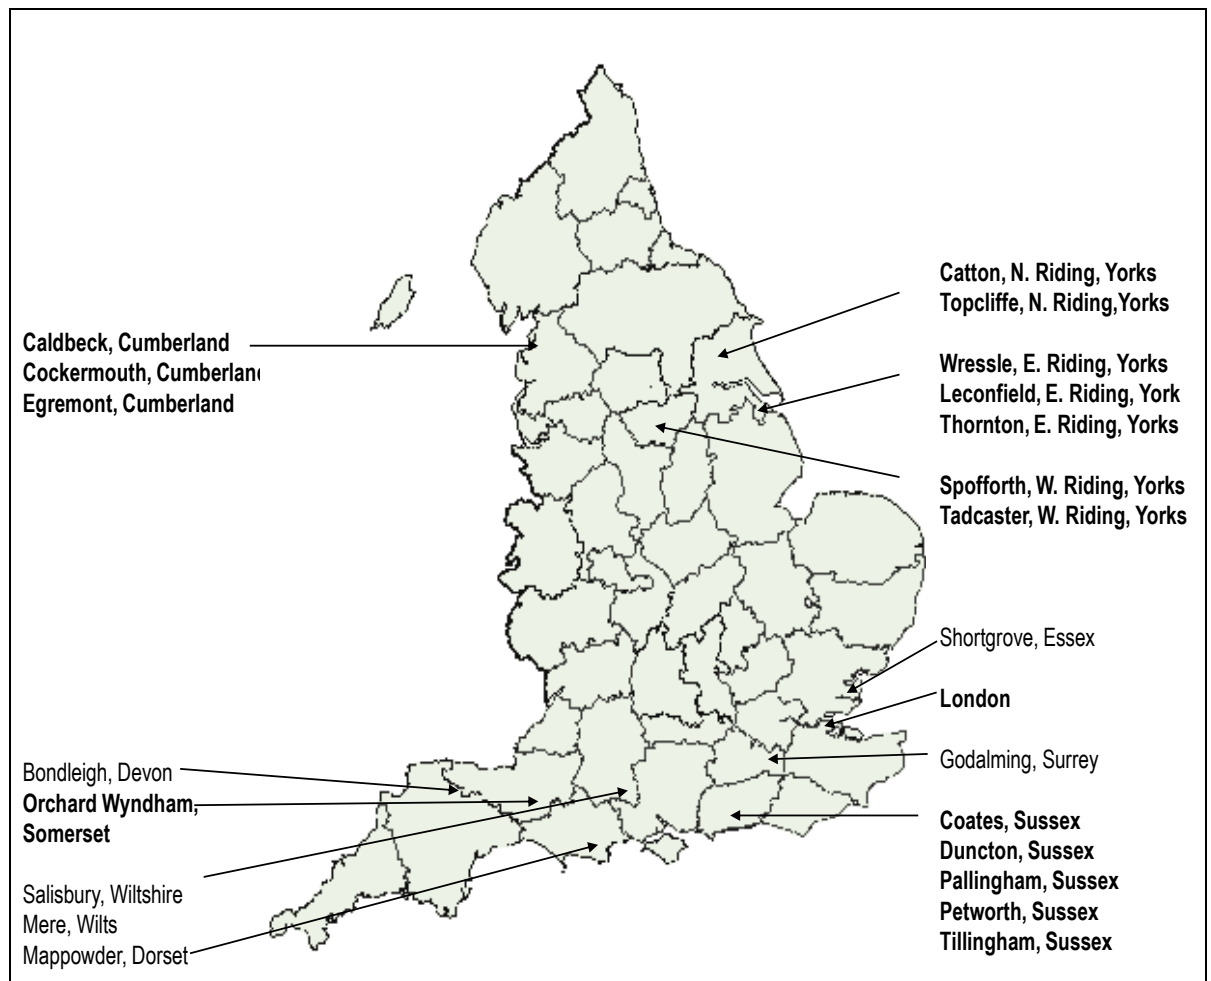 Caldbeck, Cumberland
Cockermouth, Cumberland
Egremont, Cumberland
Bondleigh, Devon
Orchard Wyndham,
Somerset
Salisbury, Wiltshire
Mere, Wilts
Mappowder, Dorset
Catton, N. Riding, Yorks
Topcliffe, N. Riding,Yorks
Wressle, E. Riding, Yorks
Leconfield, E. Riding, York
Thornton, E. Riding, Yorks
Spofforth, W. Riding, Yorks
Tadcaster, W. Riding, Yorks
Shortgrove, Essex
London
Godalming, Surrey
Coates, Sussex
Duncton, Sussex
Pallingham, Sussex
Petworth, Sussex
Tillingham, Sussex